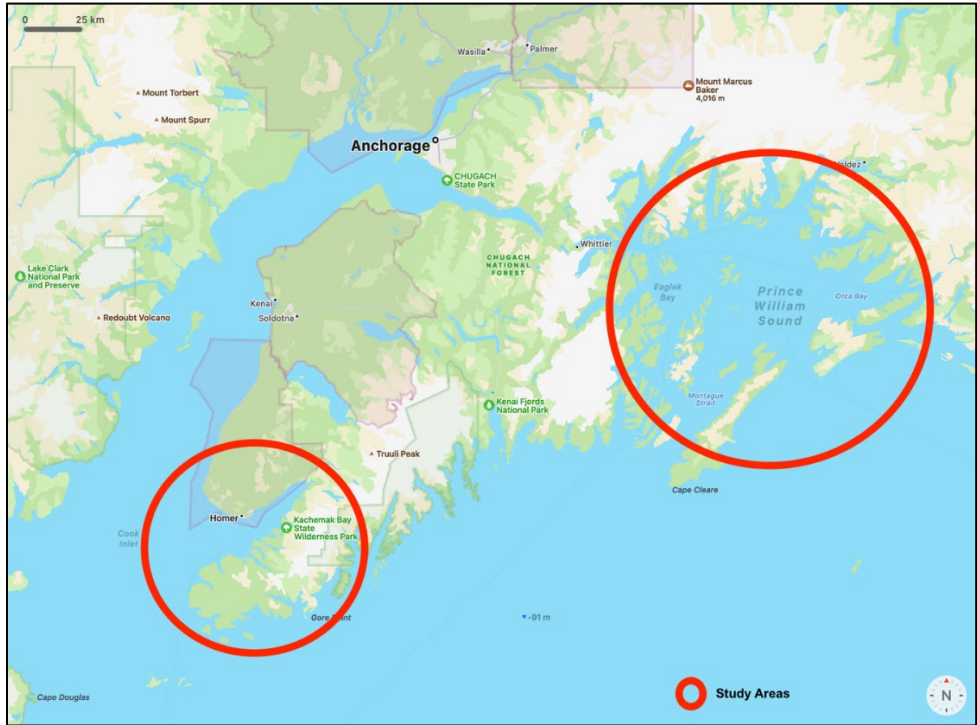 0
25 km
Wasilla
Palmer
Mount Marcus
Baker
4,016 m
Mount Torbert
Mount Spurr
Anchorage
CHUGACH
State Park
Valdez
Whittier
CHUGACH
NATIONAL
FOREST
Lake Clark
National Park
and Preserve
Redoubt Volcano
Kenai
Soldotna
Eaglek
Bay
Prince
William
Sound
Orca Bay
Montague
Strait
Kenai Fjords
National Park
Truuli Peak
Cape Cleare
Homer
Kachemak Bay
State
Wilderness Park
Cook
Inlet
Gore Point
-91 m
Cape Douglas
Study Areas
N